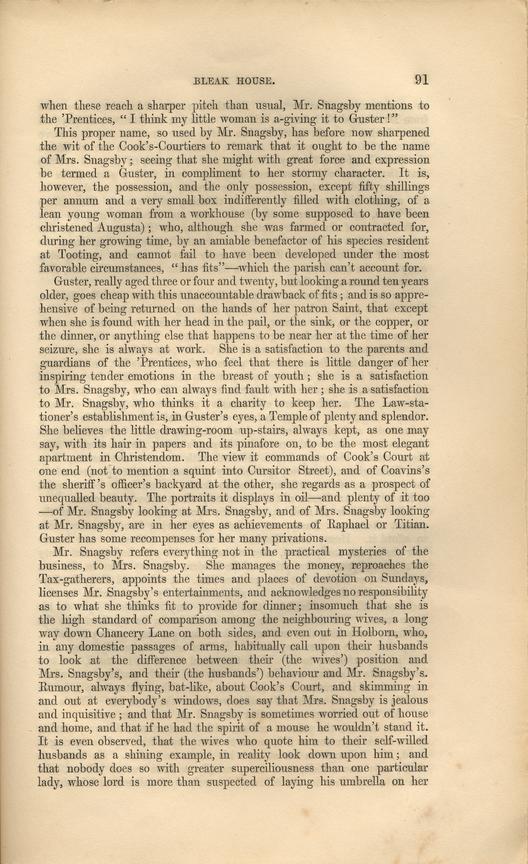 BLEAK HOUSE. 91
when these reach a sharper pitch than usual, Mr. Snagsby mentions to
the 'Prentices, “ I think my little woman is a-giving it to Guster !”
This proper name, so used by Mr. Snagsby, has before now sharpened
the wit of the Cook's-Courtiers to remark that it ought to be the name
of Mrs. Snagsby ; seeing that she might with great force and expression
be termed a Guster, in compliment to her stormy character. It is,
however, the possession, and the only possession, except fifty shillings
per annum and a very small box indifferently filled with clothing, of a
lean young woman from a workhouse (by some supposed to have been
christened Augusta) ; who, although she was farmed or contracted for,
during her growing time, by an amiable benefactor of his species resident
at Tooting, and cannot fail to have been developed under the most
favorable circumstances, “ has fits”—which the parish can't account for.
Guster, really aged three or four and twenty, but looking a round ten years
older, goes cheap with this unaccountable drawback of fits ; and is so appre-
hensive of being returned on the hands of her patron Saint, that except
when she is found with her head in the pail, or the sink, or the copper, or
the dinner, or anything else that happens to be near her at the time of her
seizure, she is always at work. She is a satisfaction to the parents and
guardians of the 'Prentices, who feel that there is little danger of her
inspiring tender emotions in the breast of youth ; she is a satisfaction
to Mrs. Snagsby, who can always find fault with her ; she is a satisfaction
to Mr. Snagsby, who thinks it a charity to keep her. The Law-sta-
tioner's establishment is, in Guster's eyes, a Temple of plenty and splendor.
She believes the little drawing-room up-stairs, always kept, as one may
say, with its hair in papers and its pinafore on, to be the most elegant
apartment in Christendom. The view it commands of Cook's Court at
one end (not to mention a squint into Cursitor Street), and of Coavins's
the sheriff's officer's backyard at the other, she regards as a prospect of
unequalled beauty. The portraits it displays in oil—and plenty of it too
—of Mr. Snagsby looking at Mrs. Snagsby, and of Mrs. Snagsby looking
at Mr. Snagsby, are in her eyes as achievements of Raphael or Titian.
Guster has some recompenses for her many privations.
Mr. Snagsby refers everything not in the practical mysteries of the
business, to Mrs. Snagsby. She manages the money, reproaches the
Tax-gatherers, appoints the times and places of devotion on Sundays,
licenses Mr. Snagsby's entertainments, and acknowledges no responsibility
as to what she thinks fit to provide for dinner ; insomuch that she is
the high standard of comparison among the neighbouring wives, a long
way down Chancery Lane on both sides, and even out in Holborn, who,
in any domestic passages of arms, habitually call upon their husbands
to look at the difference between their (the wives') position and
Mrs. Snagsby's, and their (the husbands') behaviour and Mr. Snagsby's.
Rumour, always flying, bat-like, about Cook's Court, and skimming in
and out at everybody's windows, does say that Mrs. Snagsby is jealous
and inquisitive ; and that Mr. Snagsby is sometimes worried out of house
and home, and that if he had the spirit of a mouse he wouldn't stand it.
It is even observed, that the wives who quote him to their self-willed
husbands as a shining example, in reality look down upon him ; and
that nobody does so with greater superciliousness than one particular
lady, whose lord is more than suspected of laying his umbrella on her